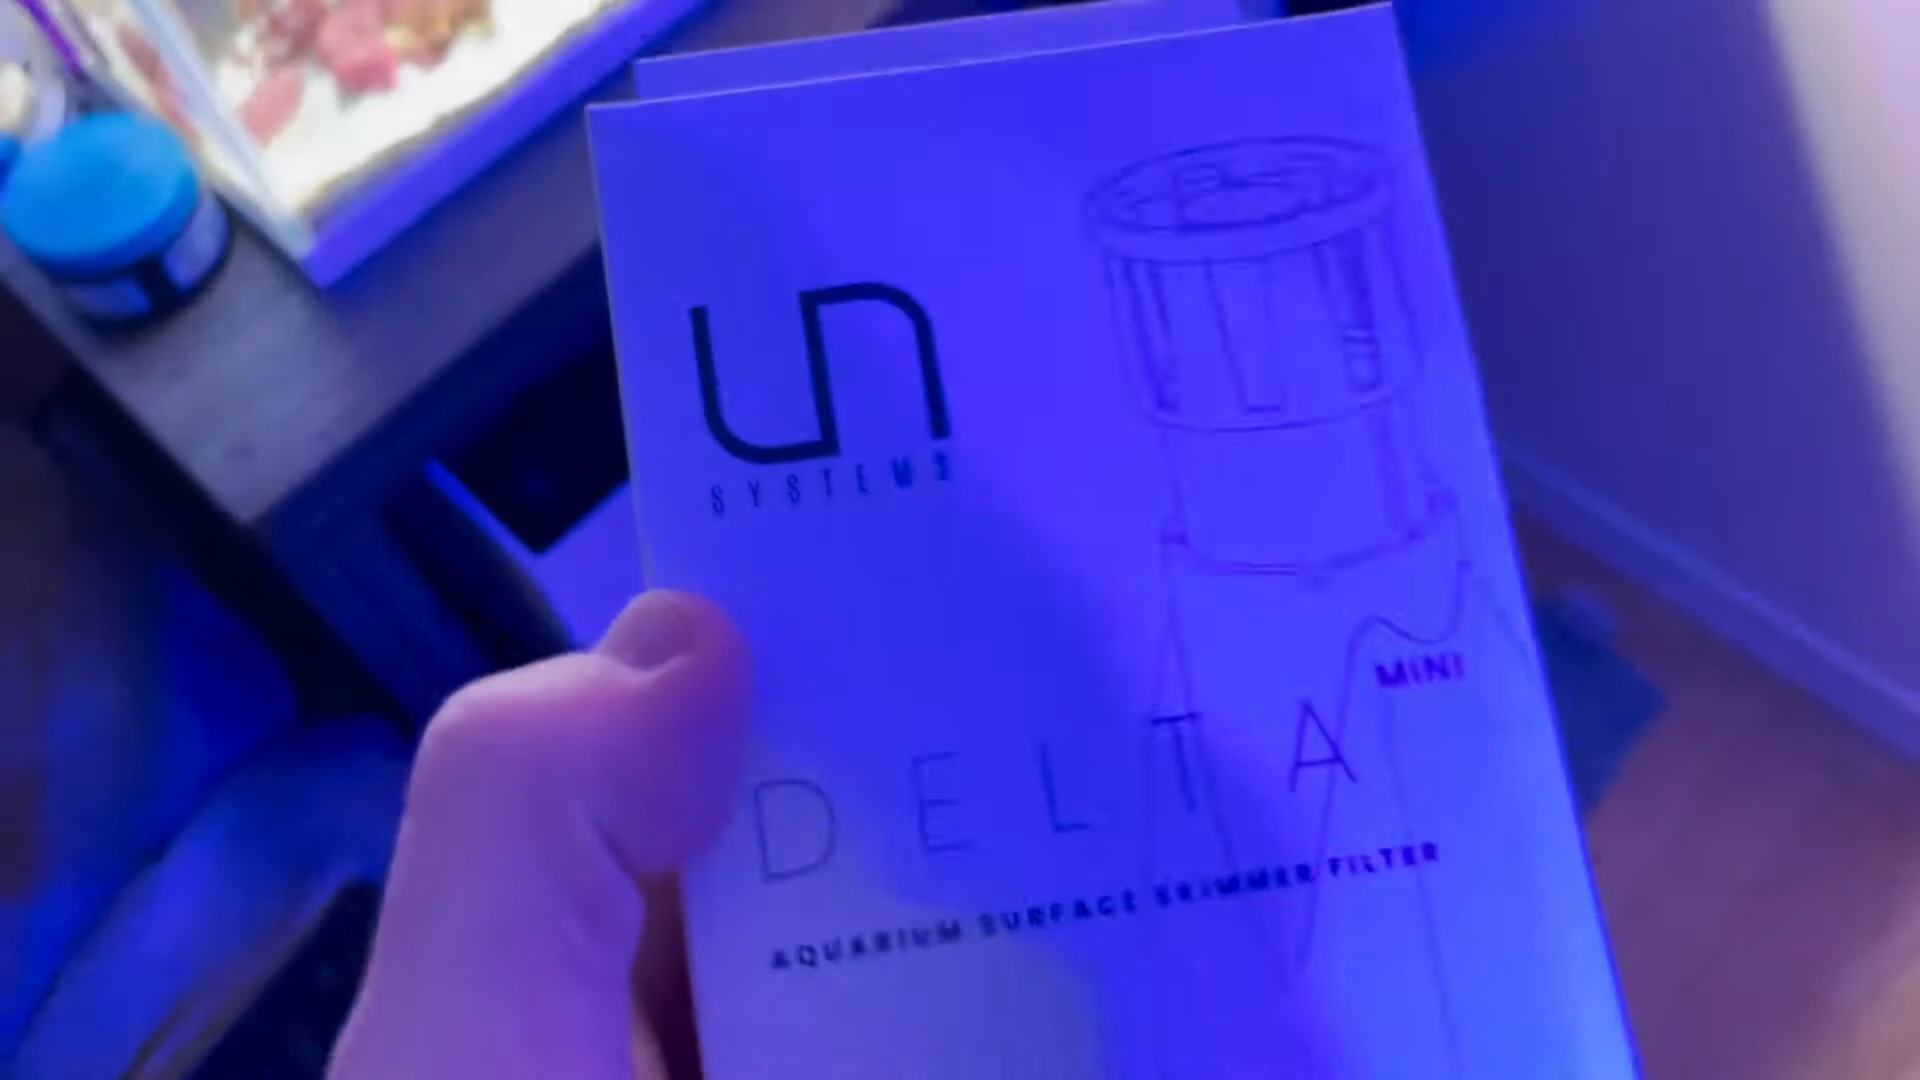 un
SYSTEMS
MINI
DELTA
AQUARIUM SURFACE SKIMMER FILTER